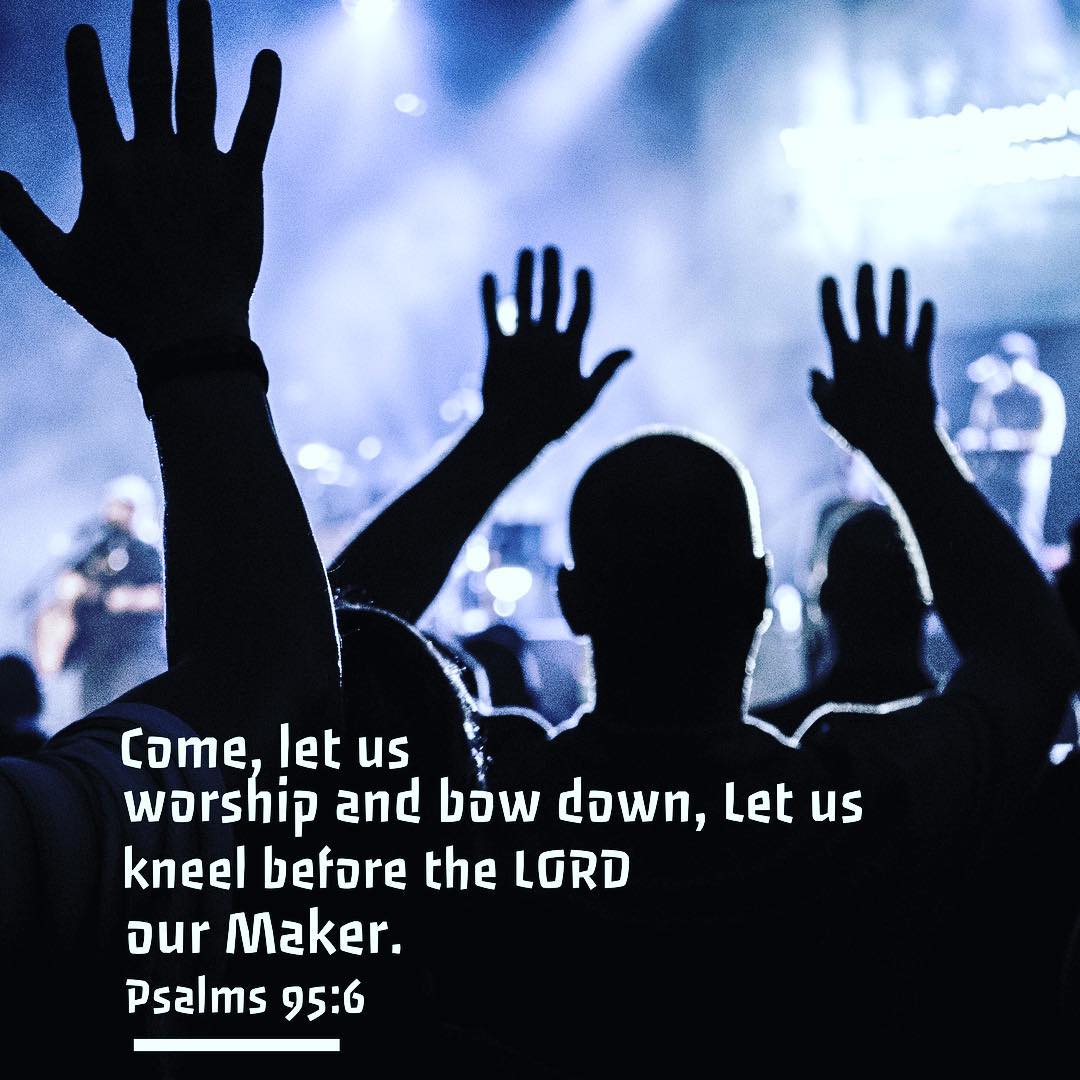 Come, let us
worship and bow down, Let us
kneel before the LORD
our Maker.
Psalms 95:6